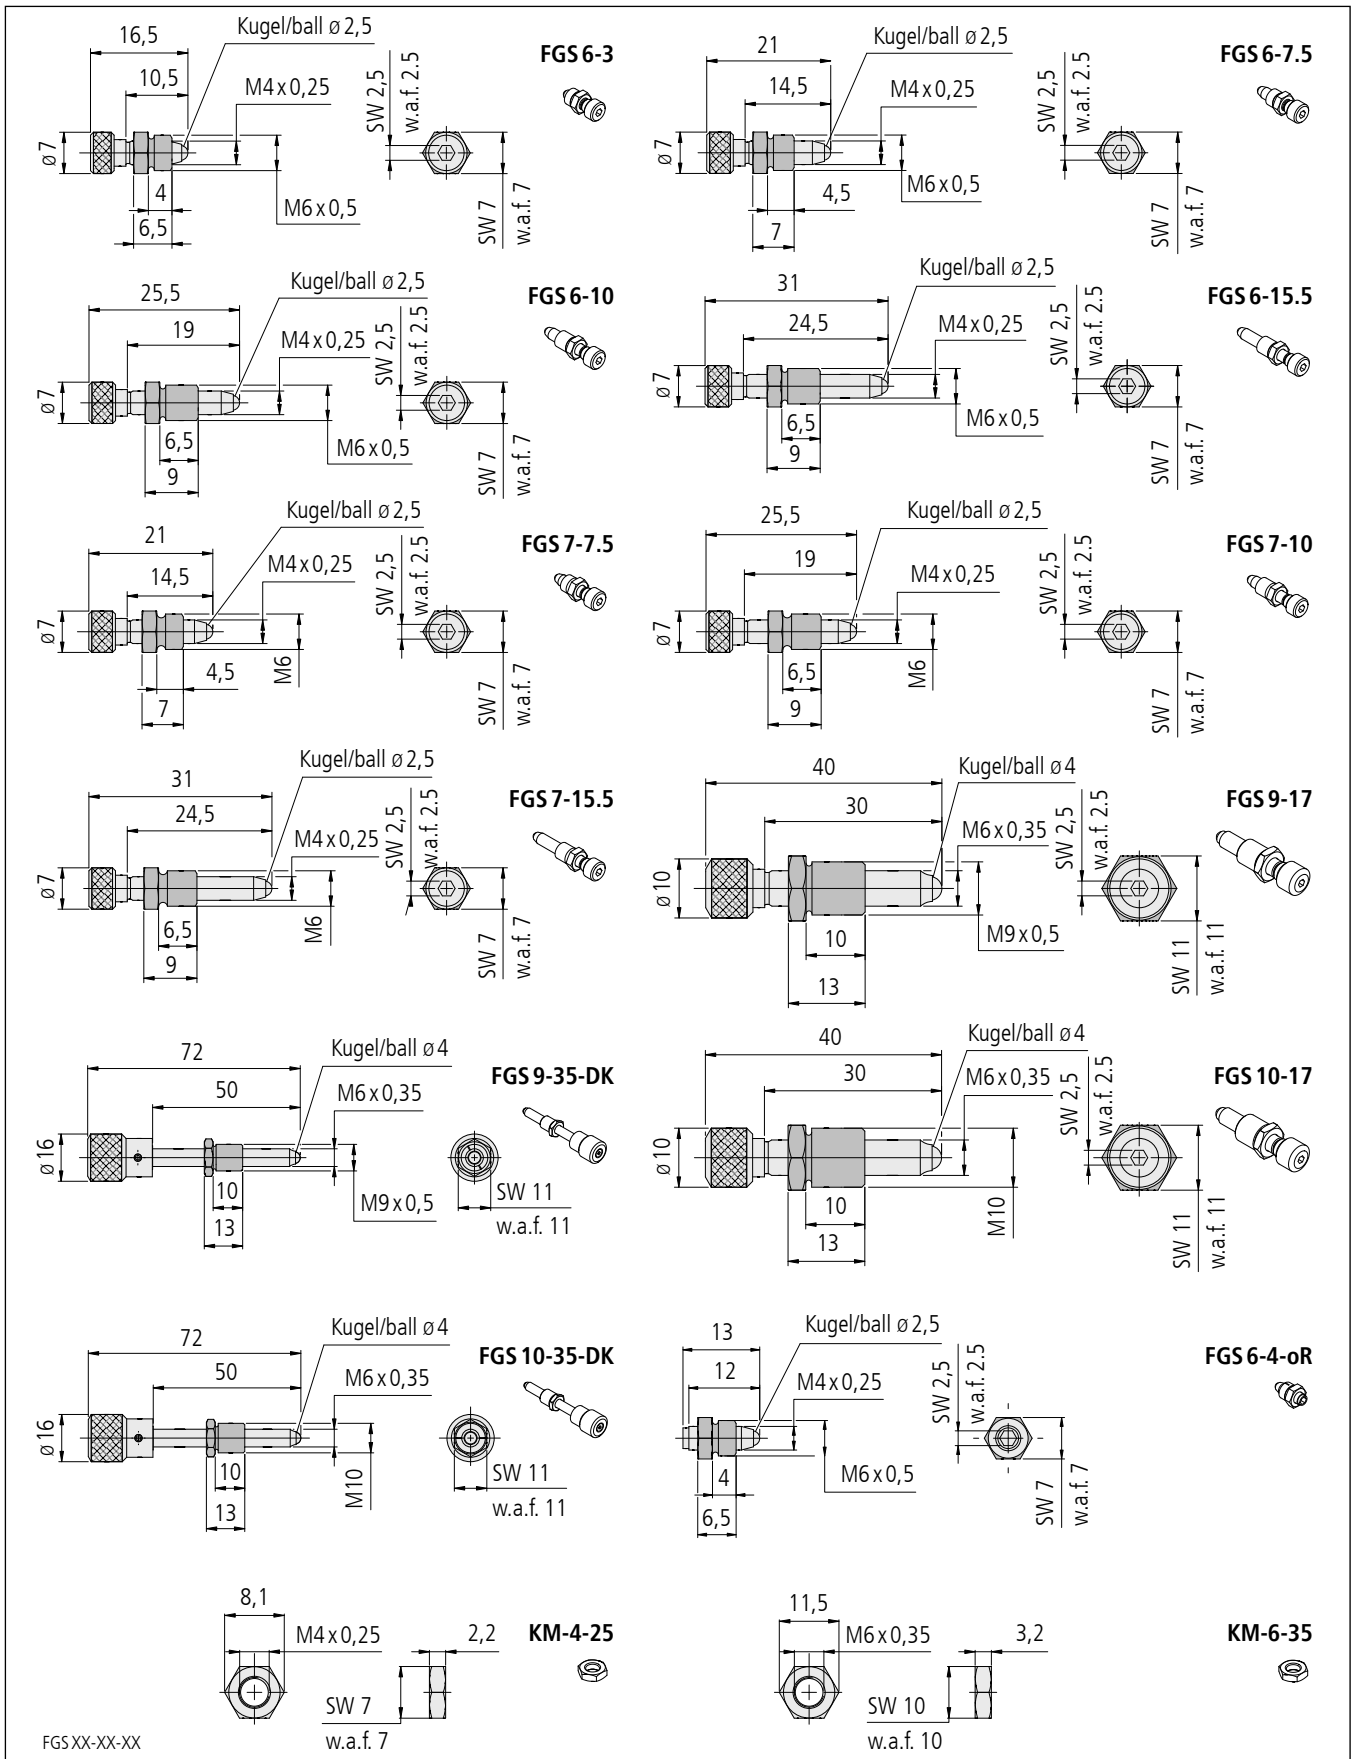 FGS 6-3
16,5
Kugel/ball ø 2,5
10,5
M4 x 0,25
SW 2,5
w.a.f. 2.5
ø 7
4
M6 x 0,5
6,5
SW 7
w.a.f. 7
FGS 6-7.5
21
Kugel/ball ø 2,5
14,5
M4 x 0,25
SW 2,5
w.a.f. 2.5
ø 7
4,5
M6 x 0,5
7
SW 7
w.a.f. 7
FGS 6-10
25,5
Kugel/ball ø 2,5
19
M4 x 0,25
SW 2,5
w.a.f. 2.5
ø 7
6,5
M6 x 0,5
9
SW 7
w.a.f. 7
FGS 6-15.5
31
Kugel/ball ø 2,5
24,5
M4 x 0,25
SW 2,5
w.a.f. 2.5
ø 7
6,5
M6 x 0,5
9
SW 7
w.a.f. 7
FGS 7-7.5
21
Kugel/ball ø 2,5
14,5
M4 x 0,25
SW 2,5
w.a.f. 2.5
ø 7
4,5
M6
7
SW 7
w.a.f. 7
FGS 7-10
25,5
Kugel/ball ø 2,5
19
M4 x 0,25
SW 2,5
w.a.f. 2.5
ø 7
6,5
M6
9
SW 7
w.a.f. 7
FGS 7-15.5
31
Kugel/ball ø 2,5
24,5
M4 x 0,25
SW 2,5
w.a.f. 2.5
ø 7
6,5
M6
9
SW 7
w.a.f. 7
FGS 9-17
40
Kugel/ball ø 4
30
M6 x 0,35
SW 2,5
w.a.f. 2.5
ø 10
10
M9 x 0,5
13
SW 11
w.a.f. 11
FGS 9-35-DK
72
Kugel/ball ø 4
50
M6 x 0,35
ø 16
10
M9 x 0,5
13
SW 11
w.a.f. 11
FGS 10-17
40
Kugel/ball ø 4
30
M6 x 0,35
SW 2,5
w.a.f. 2.5
ø 10
10
M10
13
SW 11
w.a.f. 11
FGS 10-35-DK
72
Kugel/ball ø 4
50
M6 x 0,35
ø 16
10
M10
13
SW 11
w.a.f. 11
FGS 6-4-oR
13
Kugel/ball ø 2,5
12
M4 x 0,25
SW 2,5
w.a.f. 2.5
4
M6 x 0,5
6,5
SW 7
w.a.f. 7
KM-4-25
8,1
M4 x 0,25
2,2
SW 7
w.a.f. 7
KM-6-35
11,5
M6 x 0,35
3,2
SW 10
w.a.f. 10
FGS XX-XX-XX